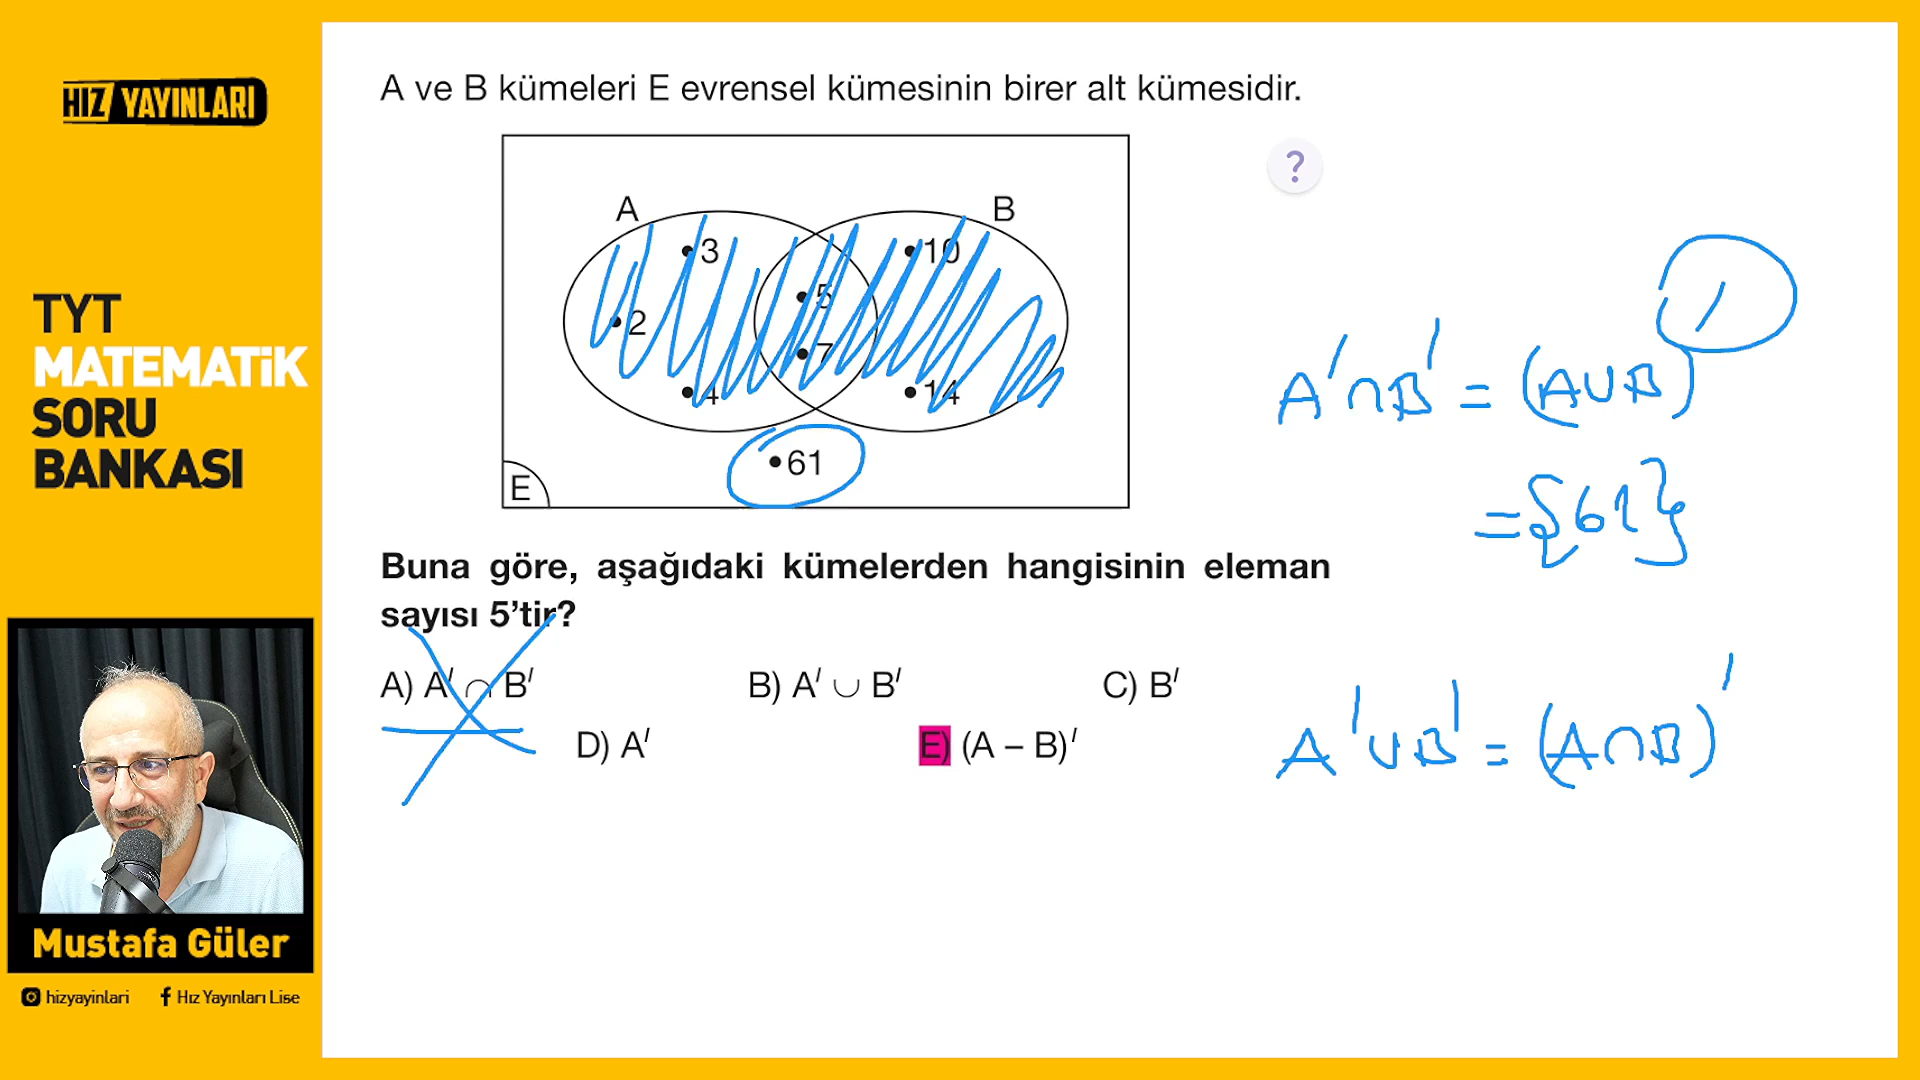 HIZ YAYINLARI
TYT
MATEMATİK
SORU
BANKASI
Mustafa Güler
hizyayinlari
Hız Yayınları Lise
A ve B kümeleri E evrensel kümesinin birer alt kümesidir.
A
B
•3
•10
•5
•2
•7
•4
•14
•61
E
?
Buna göre, aşağıdaki kümelerden hangisinin eleman
sayısı 5'tir?
A) A′ ∩ B′
B) A′ ∪ B′
C) B′
D) A′
E) (A – B)′
A′∩B′ = (A∪B)′
={61}
A′∪B′ = (A∩B)′